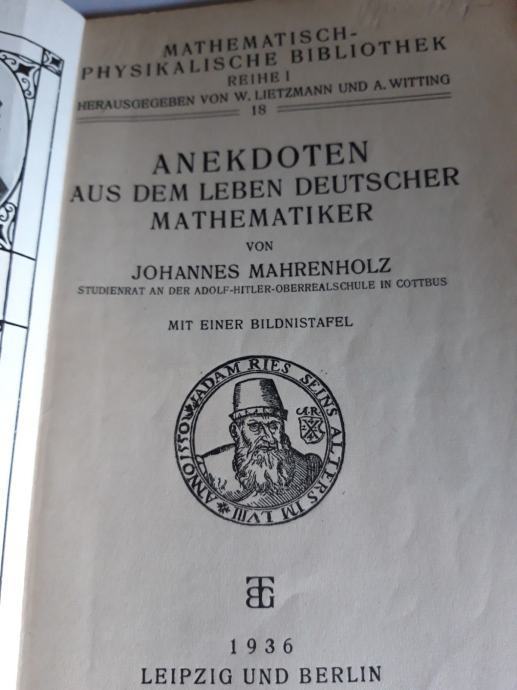 MATHEMATISCH-
PHYSIKALISCHE BIBLIOTHEK
REIHE I
HERAUSGEGEBEN VON W. LIETZMANN UND A. WITTING
18
ANEKDOTEN
AUS DEM LEBEN DEUTSCHER
MATHEMATIKER
VON
JOHANNES MAHRENHOLZ
STUDIENRAT AN DER ADOLF-HITLER-OBERREALSCHULE IN COTTBUS
MIT EINER BILDNISTAFEL
ANNO 1550 ADAM RIES SEINS ALTERS IM LVIII
A.R
BGT
1936
LEIPZIG UND BERLIN